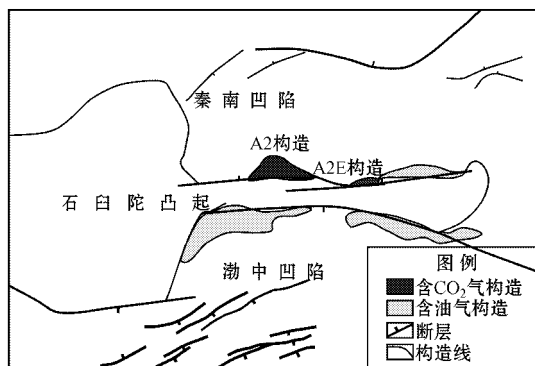 秦南凹陷
A2构造
A2E构造
石臼陀凸起
渤中凹陷
图例
含CO₂气构造
含油气构造
断层
构造线